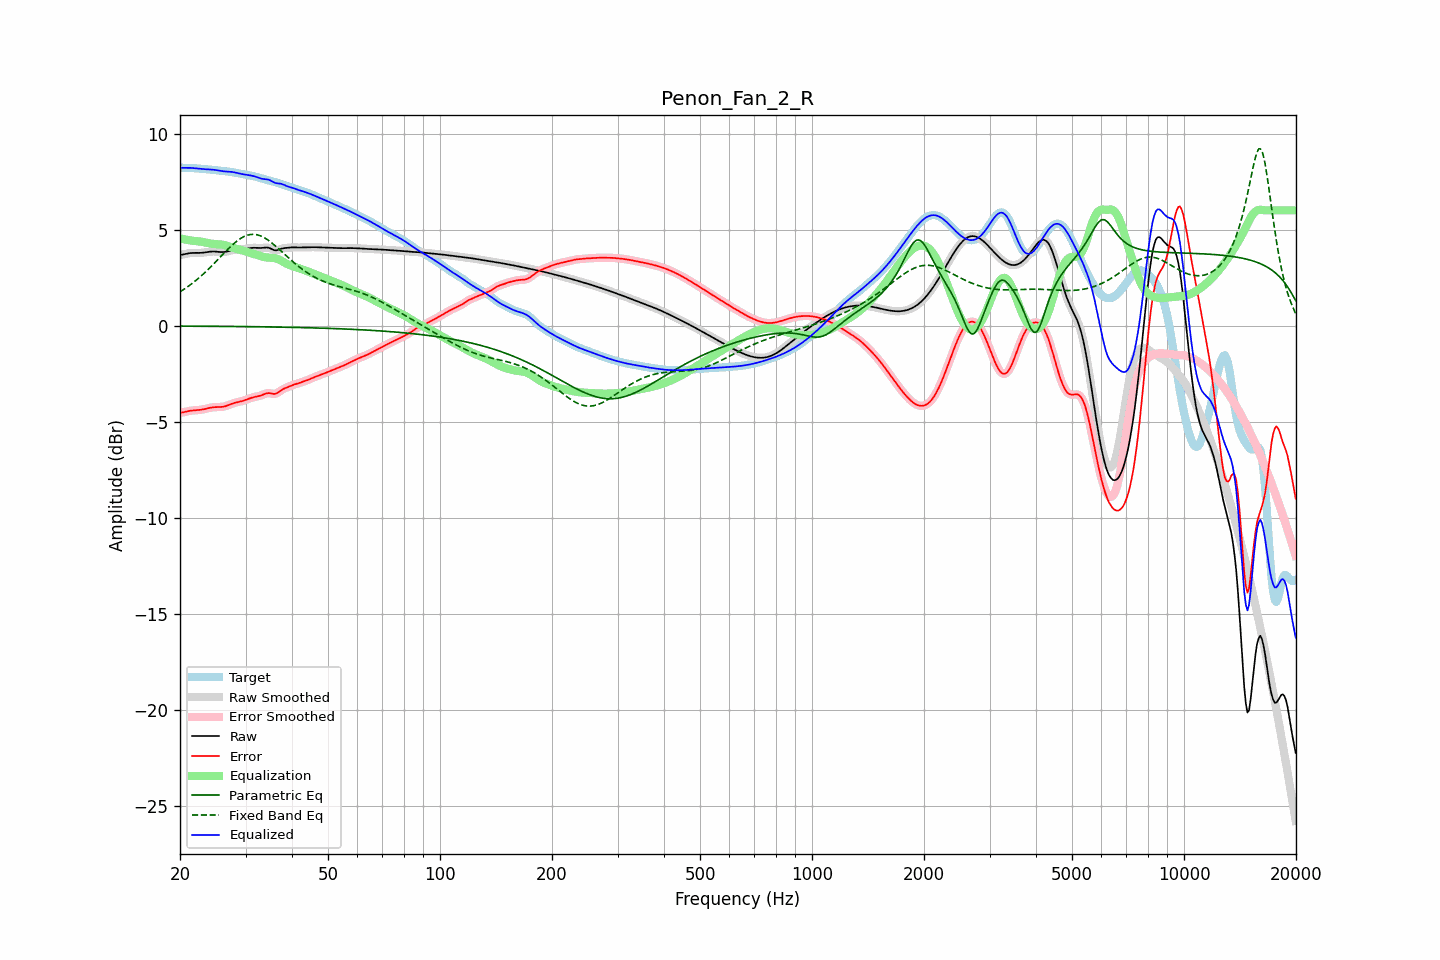 Penon_Fan_2_R
10
5
0
−5
−10
−15
−20
−25
Amplitude (dBr)
Target
Raw Smoothed
Error Smoothed
Raw
Error
Equalization
Parametric Eq
Fixed Band Eq
Equalized
20 50 100 200 500 1000 2000 5000 10000 20000
Frequency (Hz)